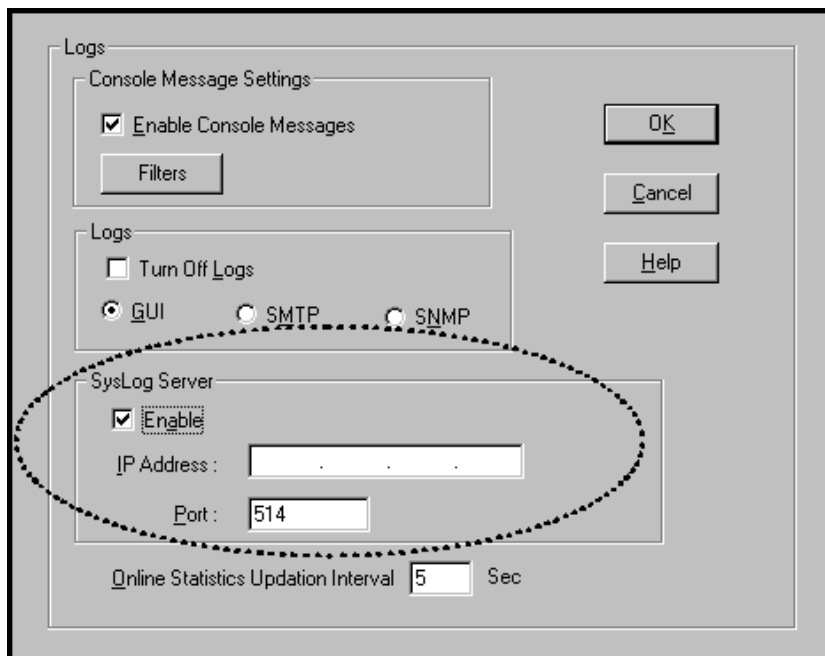 Logs
Console Message Settings
Enable Console Messages
Filters
OK
Cancel
Help
Logs
Turn Off Logs
GUI SMTP SNMP
SysLog Server
Enable
IP Address : . . .
Port : 514
Online Statistics Updation Interval 5 Sec